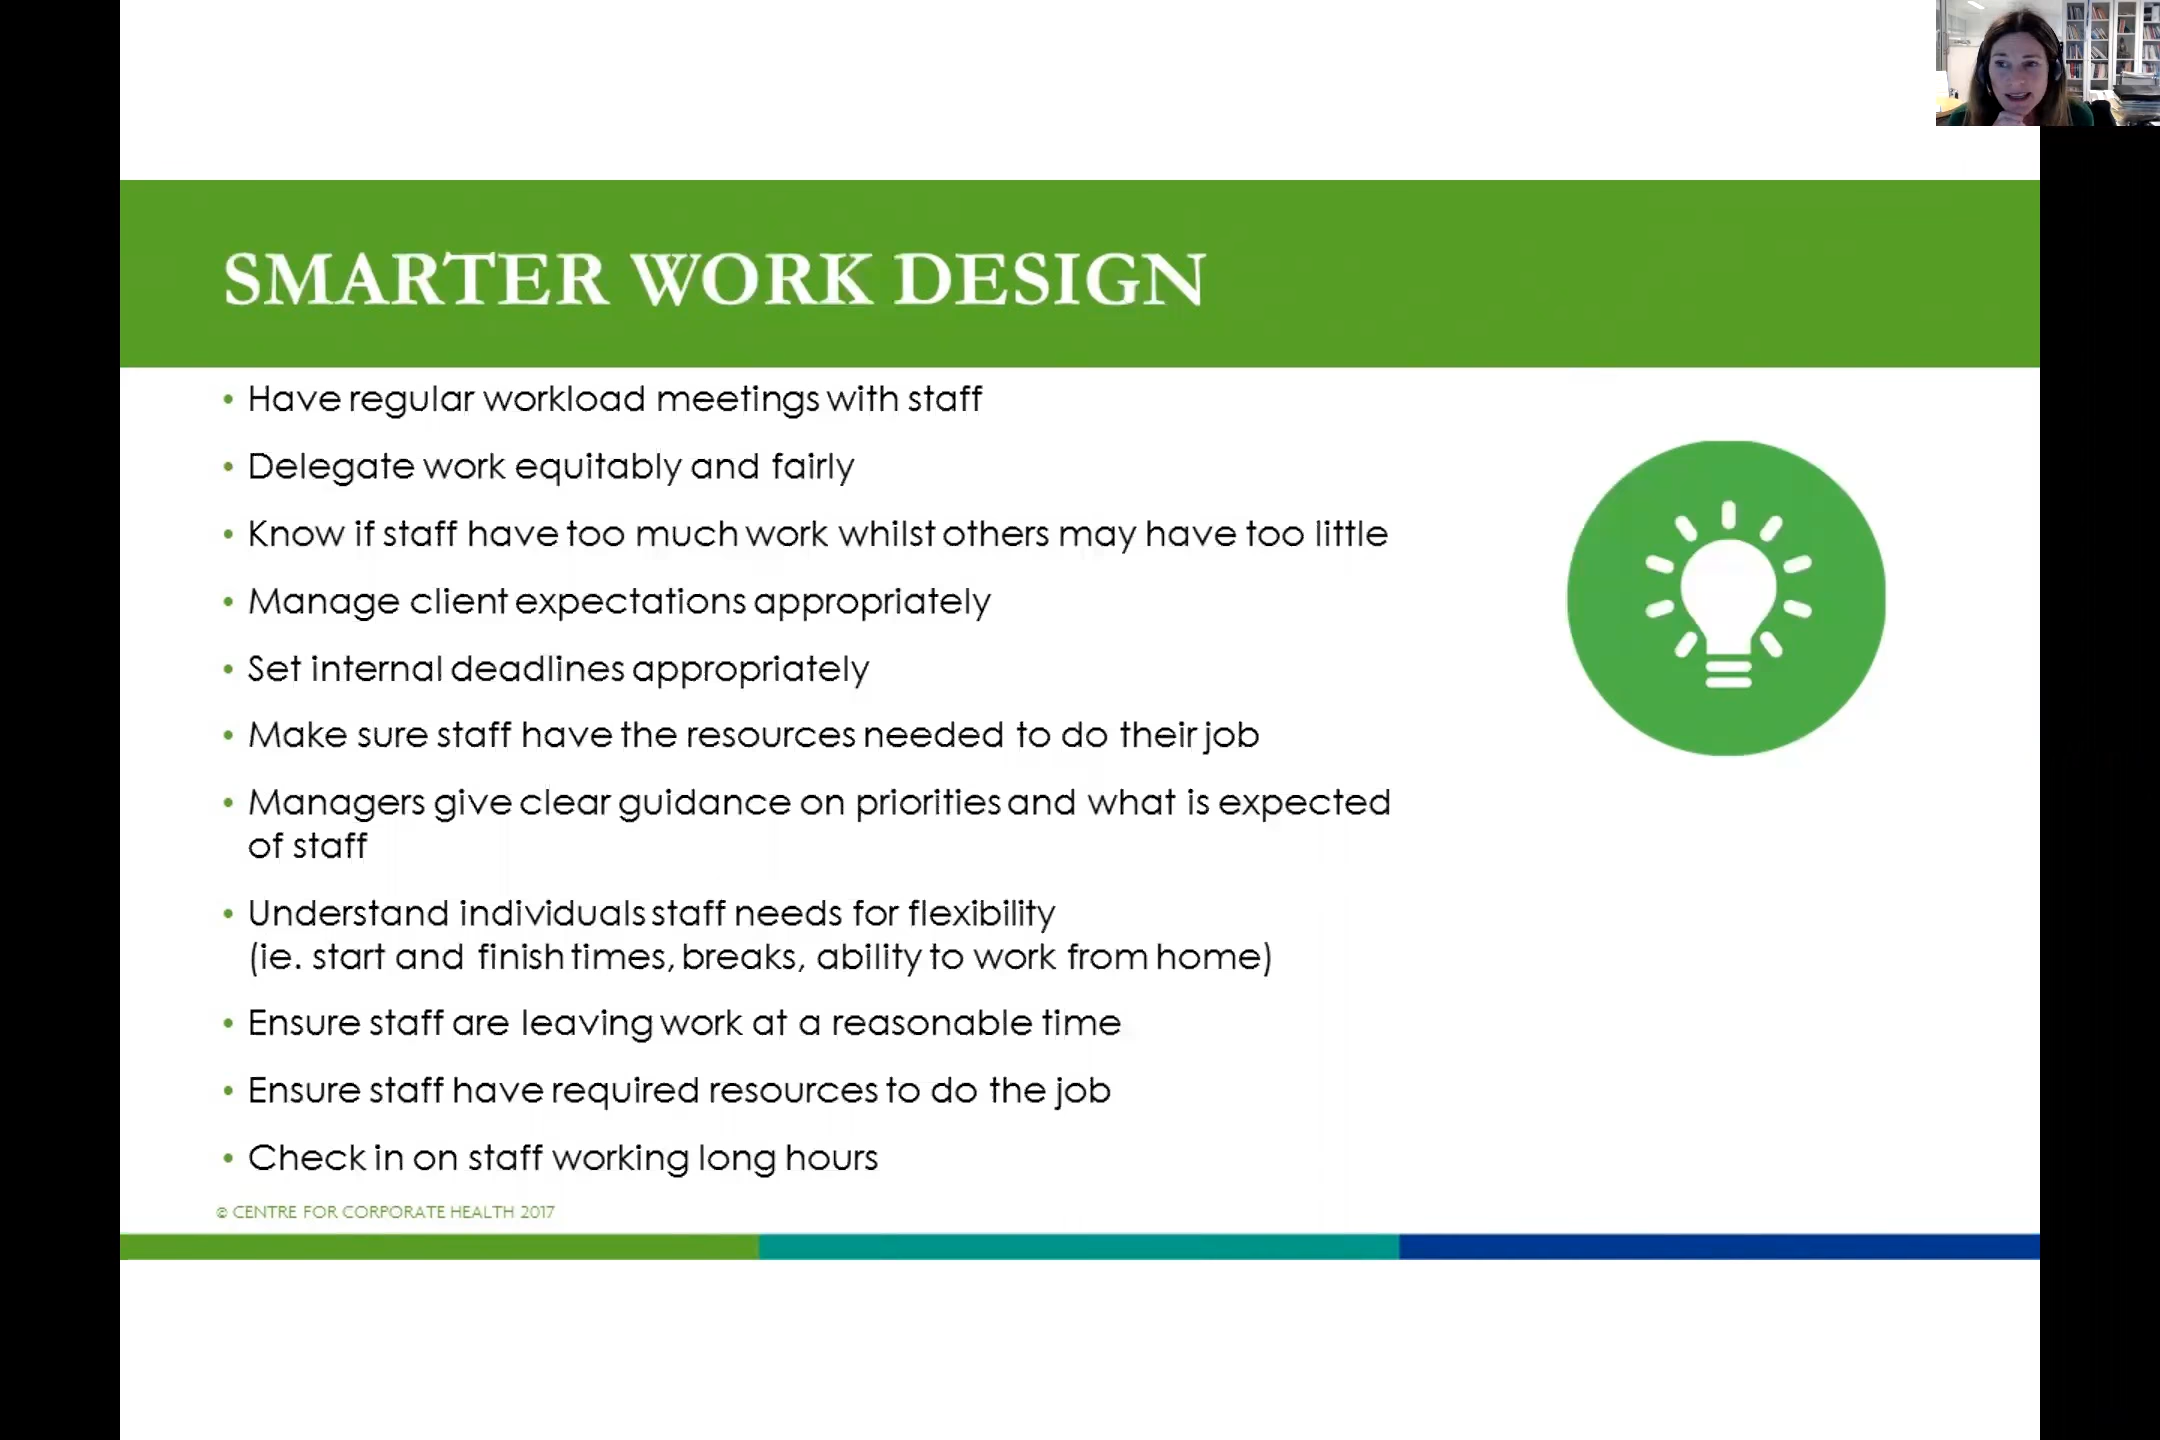 SMARTER WORK DESIGN
• Have regular workload meetings with staff
• Delegate work equitably and fairly
• Know if staff have too much work whilst others may have too little
• Manage client expectations appropriately
• Set internal deadlines appropriately
• Make sure staff have the resources needed to do their job
• Managers give clear guidance on priorities and what is expected
of staff
• Understand individuals staff needs for flexibility
(ie. start and finish times, breaks, ability to work from home)
• Ensure staff are leaving work at a reasonable time
• Ensure staff have required resources to do the job
• Check in on staff working long hours
© CENTRE FOR CORPORATE HEALTH 2017